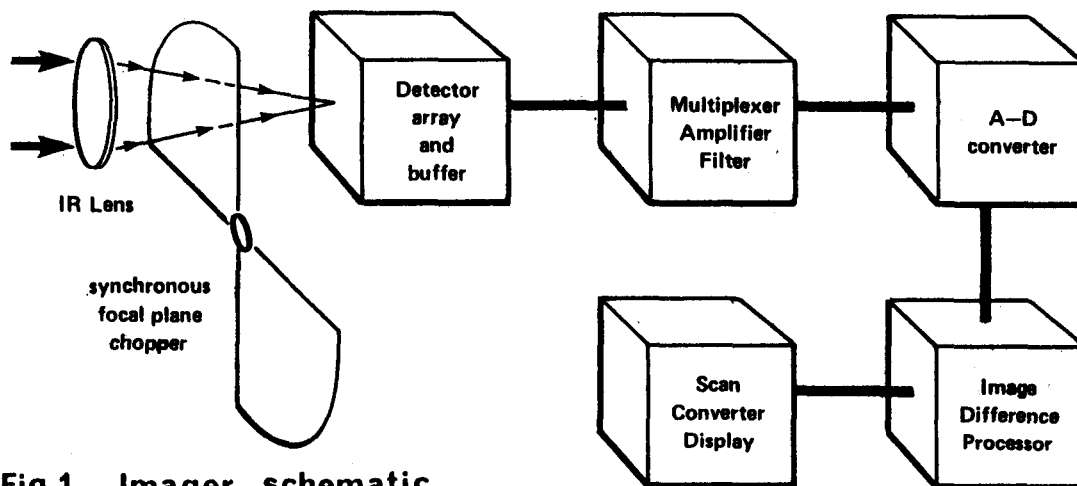 IR Lens
synchronous
focal plane
chopper
Detector
array
and
buffer
Multiplexer
Amplifier
Filter
A–D
converter
Scan
Converter
Display
Image
Difference
Processor
Fig.1 Imager schematic